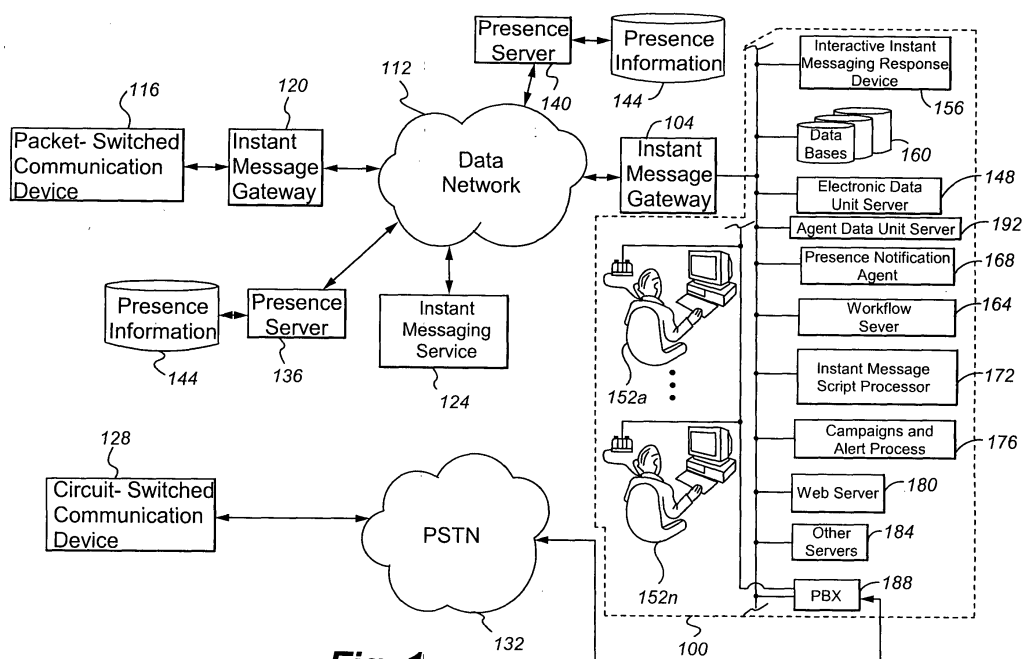 Presence
Server
140
Presence
Information
144
112
Data
Network
116
Packet- Switched
Communication
Device
120
Instant
Message
Gateway
104
Instant
Message
Gateway
Presence
Information
144
Presence
Server
136
Instant
Messaging
Service
124
128
Circuit- Switched
Communication
Device
PSTN
132
152a
152n
100
Interactive Instant
Messaging Response
Device
156
Data
Bases
160
Electronic Data
Unit Server
148
Agent Data Unit Server
192
Presence Notification
Agent
168
Workflow
Sever
164
Instant Message
Script Processor
172
Campaigns and
Alert Process
176
Web Server
180
Other
Servers
184
PBX
188